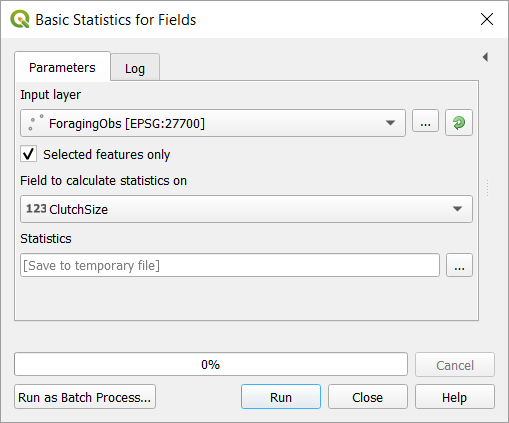 Basic Statistics for Fields
Parameters
Log
Input layer
ForagingObs [EPSG:27700]
...
Selected features only
Field to calculate statistics on
123 ClutchSize
Statistics
[Save to temporary file]
...
0%
Cancel
Run as Batch Process...
Run
Close
Help